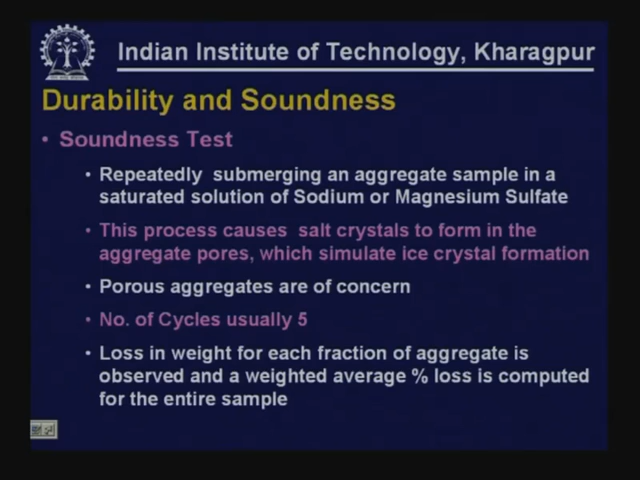 Indian Institute of Technology, Kharagpur
Durability and Soundness
• Soundness Test
• Repeatedly submerging an aggregate sample in a
saturated solution of Sodium or Magnesium Sulfate
• This process causes salt crystals to form in the
aggregate pores, which simulate ice crystal formation
• Porous aggregates are of concern
• No. of Cycles usually 5
• Loss in weight for each fraction of aggregate is
observed and a weighted average % loss is computed
for the entire sample